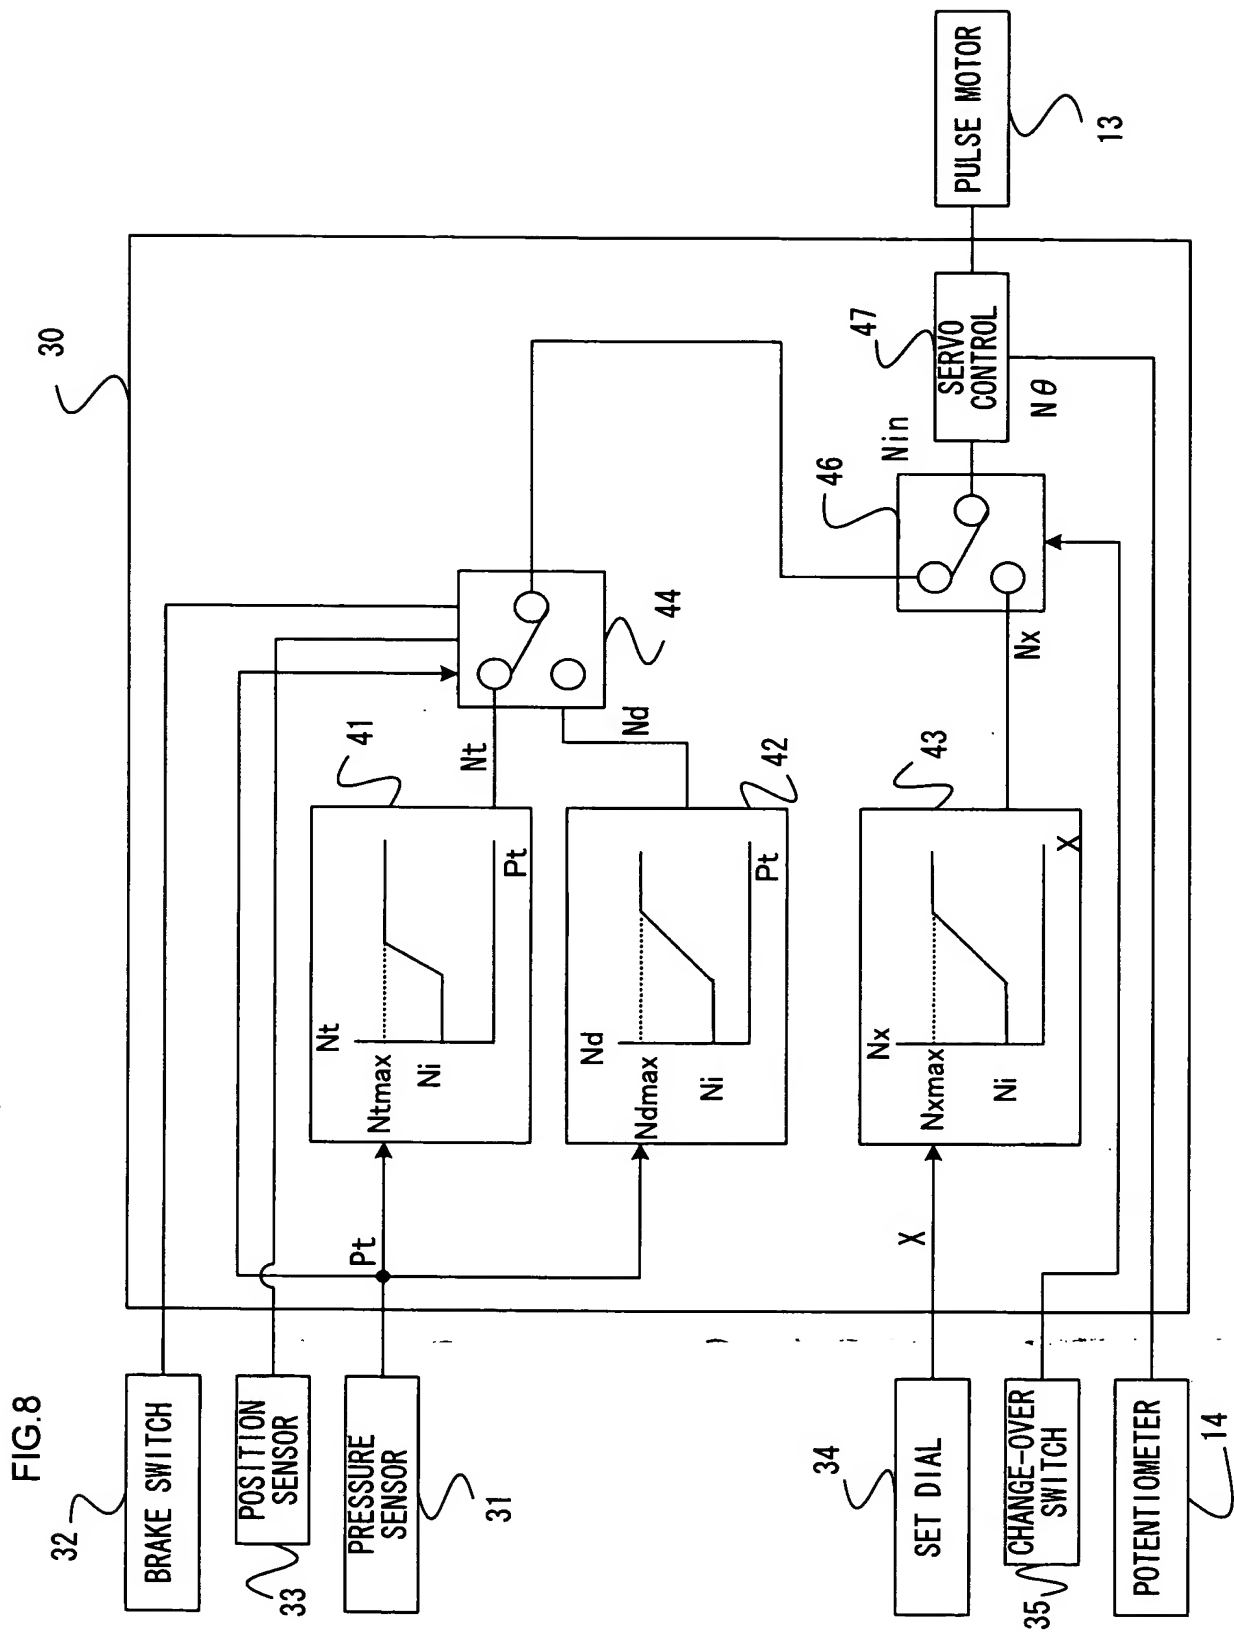 FIG.8
32
BRAKE SWITCH
33
POSITION
SENSOR
PRESSURE
SENSOR
31
34
SET DIAL
35
CHANGE-OVER
SWITCH
POTENTIOMETER
14
30
Pt
X
41
Nt
Ntmax
Ni
Pt
Nt
42
Nd
Ndmax
Ni
Pt
Nd
43
Nx
Nxmax
Ni
X
Nx
44
46
Nin
47
SERVO
CONTROL
Nθ
PULSE MOTOR
13